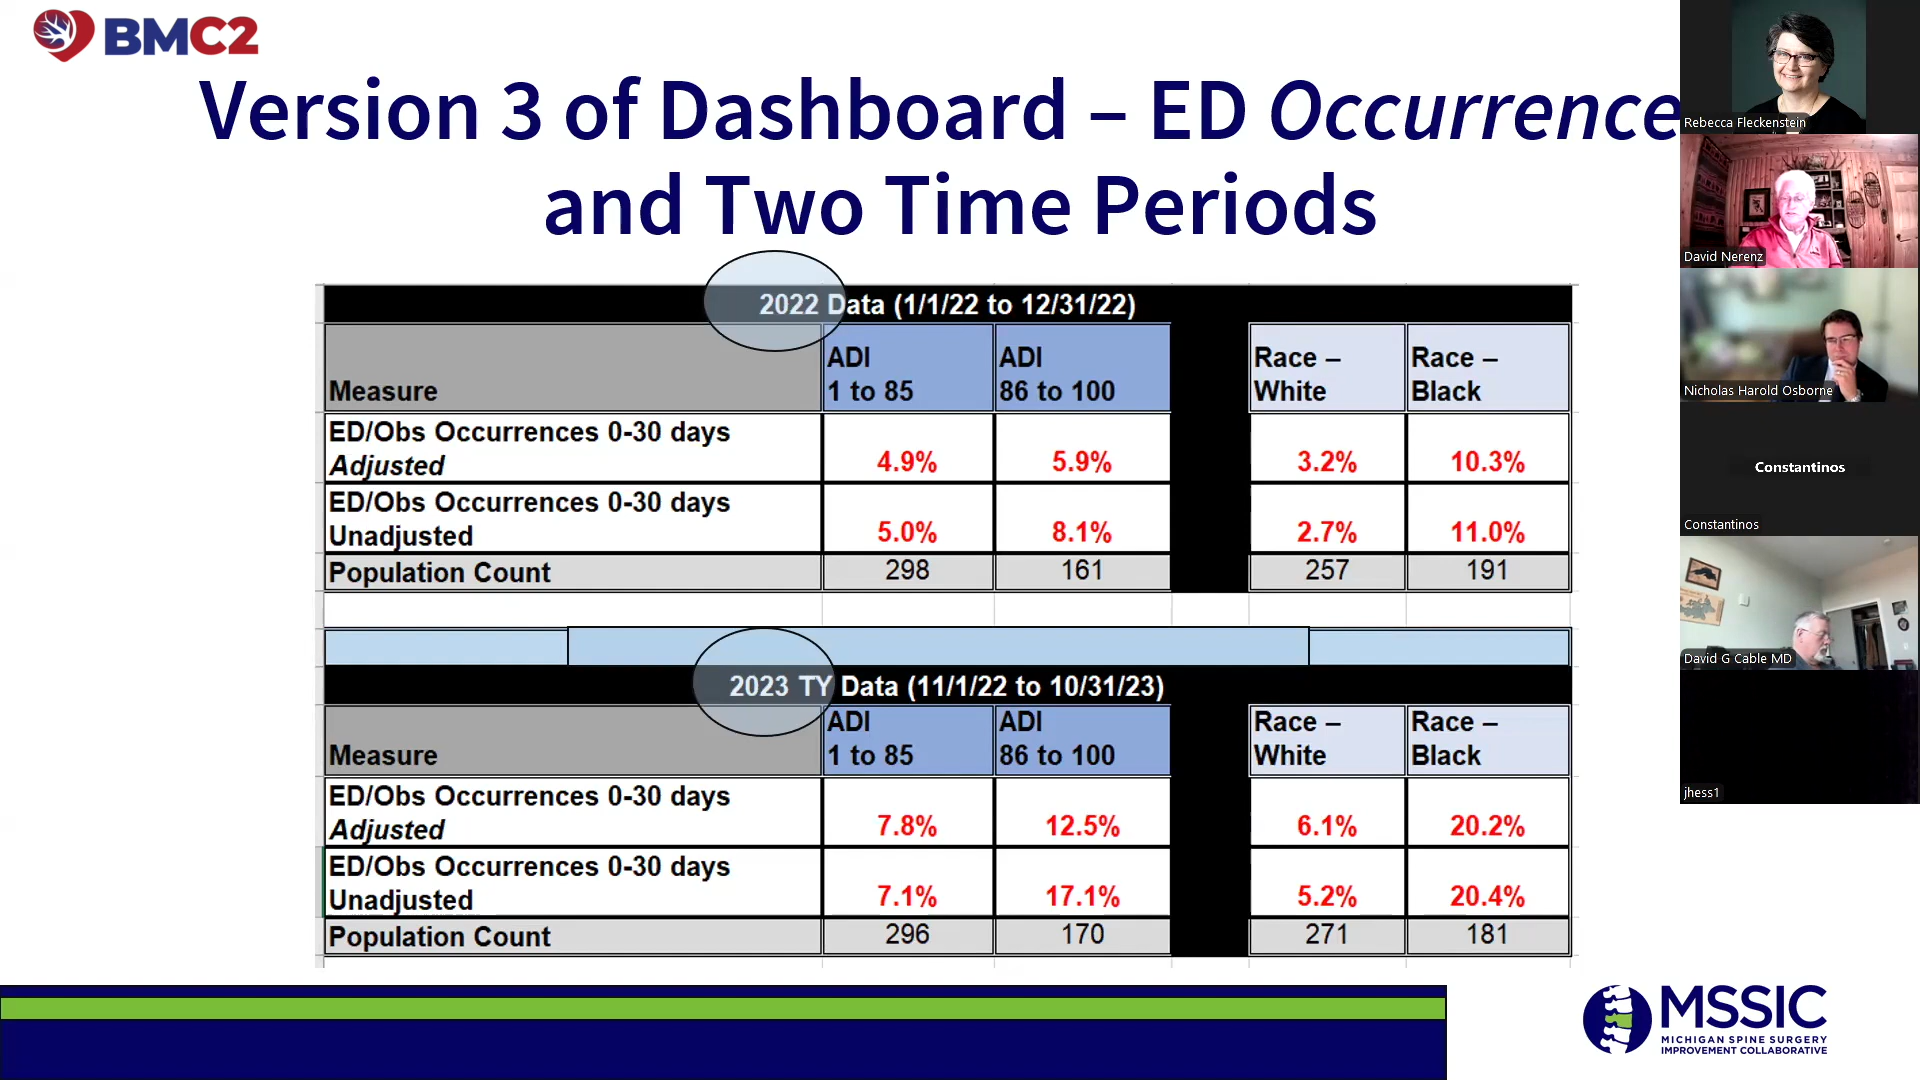 BMC2
Version 3 of Dashboard – ED Occurrence
and Two Time Periods
2022 Data (1/1/22 to 12/31/22)
Measure
ADI
1 to 85
ADI
86 to 100
Race –
White
Race –
Black
ED/Obs Occurrences 0-30 days
Adjusted
4.9%
5.9%
3.2%
10.3%
ED/Obs Occurrences 0-30 days
Unadjusted
5.0%
8.1%
2.7%
11.0%
Population Count
298
161
257
191
2023 TY Data (11/1/22 to 10/31/23)
Measure
ADI
1 to 85
ADI
86 to 100
Race –
White
Race –
Black
ED/Obs Occurrences 0-30 days
Adjusted
7.8%
12.5%
6.1%
20.2%
ED/Obs Occurrences 0-30 days
Unadjusted
7.1%
17.1%
5.2%
20.4%
Population Count
296
170
271
181
MSSIC
MICHIGAN SPINE SURGERY
IMPROVEMENT COLLABORATIVE
Rebecca Fleckenstein
David Nerenz
Nicholas Harold Osborne
Constantinos
Constantinos
David G Cable MD
jhess1